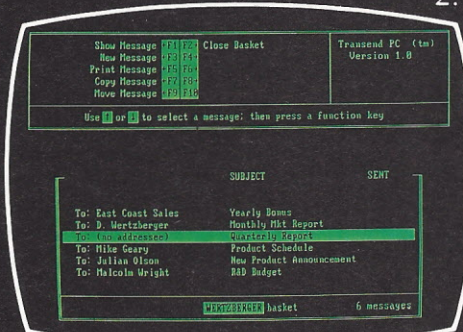 2.
Show Message ←F1 F2→ Close Basket
New Message ←F3 F4→
Print Message ←F5 F6→
Copy Message ←F7 F8→
Move Message ←F9 F10
Transend PC (tm)
Version 1.0
Use ↑ or ↓ to select a message; then press a function key
SUBJECT SENT
To: East Coast Sales Yearly Bonus
To: D. Wertzberger Monthly Mkt Report
To: (no addressee) Quarterly Report
To: Mike Geary Product Schedule
To: Julian Olson New Product Announcement
To: Malcolm Wright R&D Budget
WERTZBERGER basket 6 messages